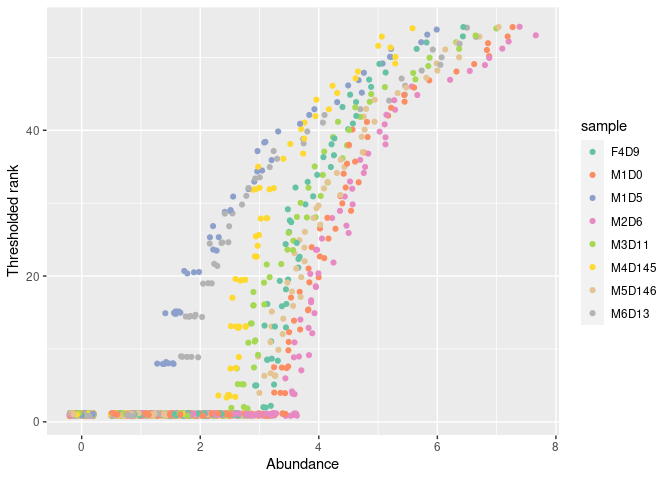 Thresholded rank
40
20
0
0
2
4
6
8
Abundance
sample
F4D9
M1D0
M1D5
M2D6
M3D11
M4D145
M5D146
M6D13